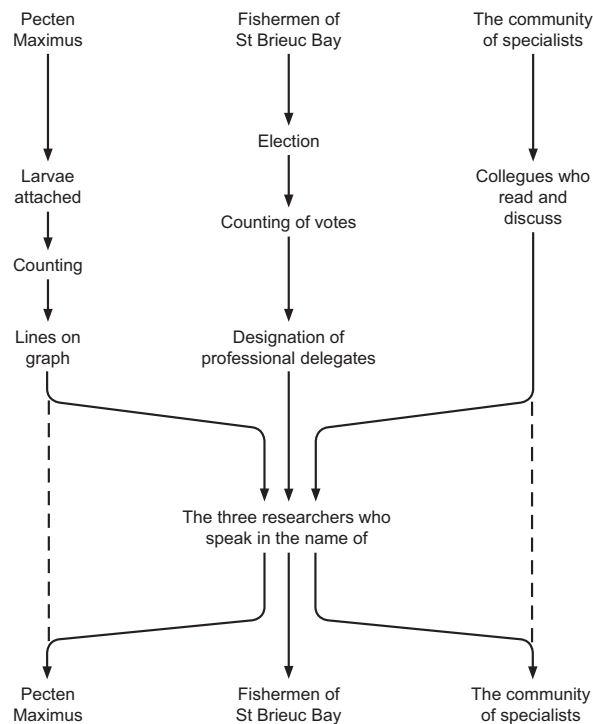 Pecten
Maximus
Fishermen of
St Brieuc Bay
The community
of specialists
Election
Larvae
attached
Collegues who
read and
discuss
Counting of votes
Counting
Lines on
graph
Designation of
professional delegates
The three researchers who
speak in the name of
Pecten
Maximus
Fishermen of
St Brieuc Bay
The community
of specialists